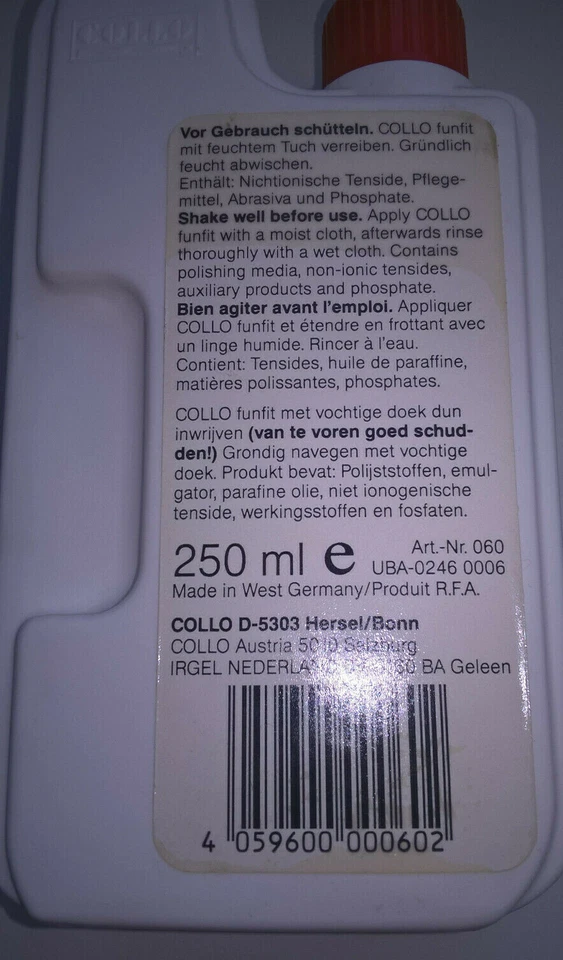 COLLO
Vor Gebrauch schütteln. COLLO funfit
mit feuchtem Tuch verreiben. Gründlich
feucht abwischen.
Enthält: Nichtionische Tenside, Pflege-
mittel, Abrasiva und Phosphate.
Shake well before use. Apply COLLO
funfit with a moist cloth, afterwards rinse
thoroughly with a wet cloth. Contains
polishing media, non-ionic tensides,
auxiliary products and phosphate.
Bien agiter avant l'emploi. Appliquer
COLLO funfit et étendre en frottant avec
un linge humide. Rincer à l'eau.
Contient: Tensides, huile de paraffine,
matières polissantes, phosphates.
COLLO funfit met vochtige doek dun
inwrijven (van te voren goed schud-
den!) Grondig navegen met vochtige
doek. Produkt bevat: Polijststoffen, emul-
gator, parafine olie, niet ionogenische
tenside, werkingsstoffen en fosfaten.
250 ml e Art.-Nr. 060
UBA-0246 0006
Made in West Germany/Produit R.F.A.
COLLO D-5303 Hersel/Bonn
COLLO Austria Salzburg
IRGEL BA Geleen
4 059600 000602